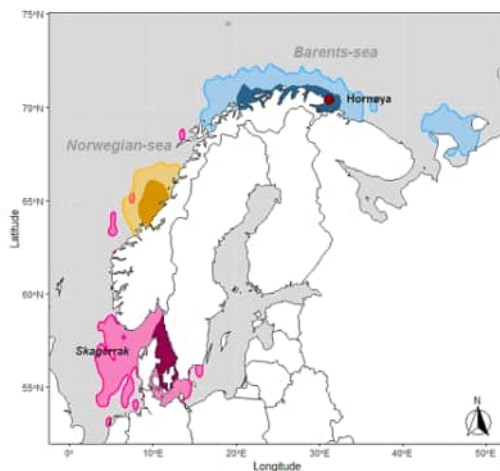 75°N
Barents-sea
70°N
Hornøya
Norwegian-sea
65°N
Latitude
60°N
Skagerrak
55°N
N
0°
10°E
20°E
30°E
40°E
50°E
Longitude